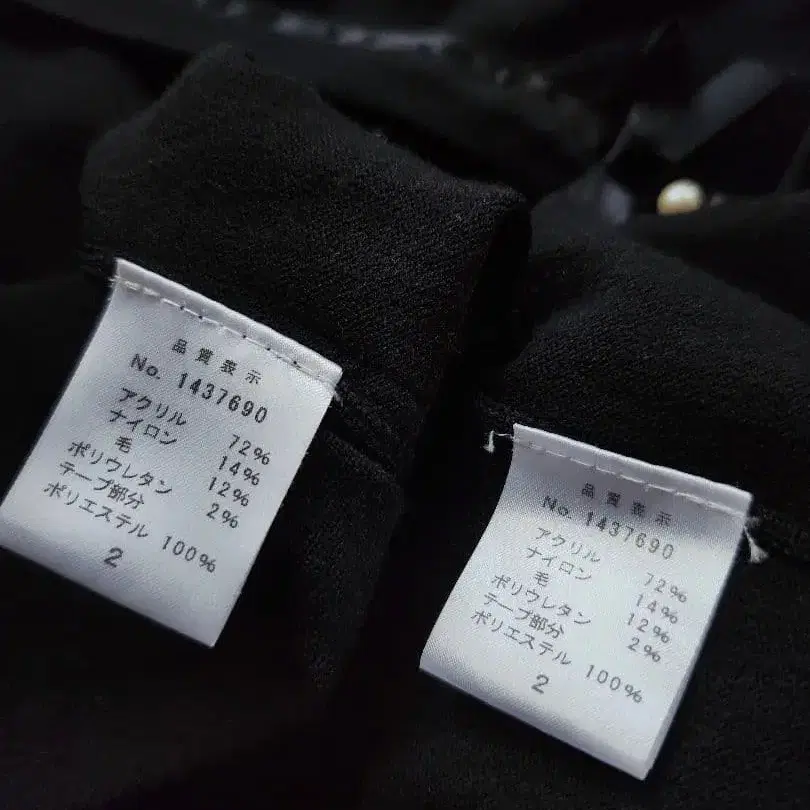 品質表示
No. 1437690
アクリル 72%
ナイロン 14%
毛 12%
ポリウレタン 2%
テープ部分
ポリエステル 100%
2
品質表示
No. 1437690
アクリル 72%
ナイロン 14%
毛 12%
ポリウレタン 2%
テープ部分
ポリエステル 100%
2